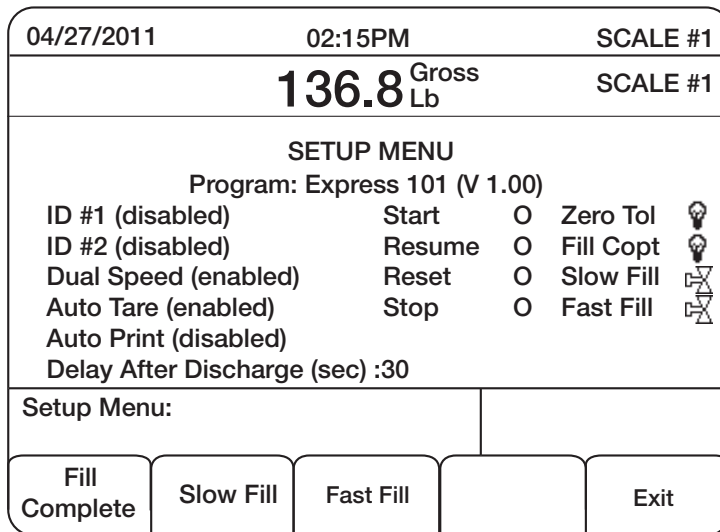 04/27/2011 02:15PM SCALE #1
136.8 Gross Lb SCALE #1
SETUP MENU
Program: Express 101 (V 1.00)
ID #1 (disabled) Start O Zero Tol
ID #2 (disabled) Resume O Fill Copt
Dual Speed (enabled) Reset O Slow Fill
Auto Tare (enabled) Stop O Fast Fill
Auto Print (disabled)
Delay After Discharge (sec) :30
Setup Menu:
Fill Complete Slow Fill Fast Fill Exit